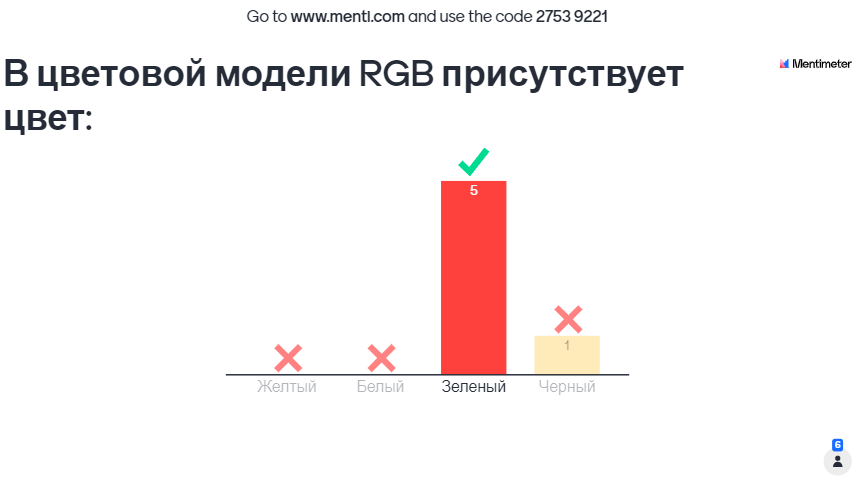 Go to www.menti.com and use the code 2753 9221
В цветовой модели RGB присутствует
цвет:
Mentimeter
5
1
Желтый
Белый
Зеленый
Черный
6